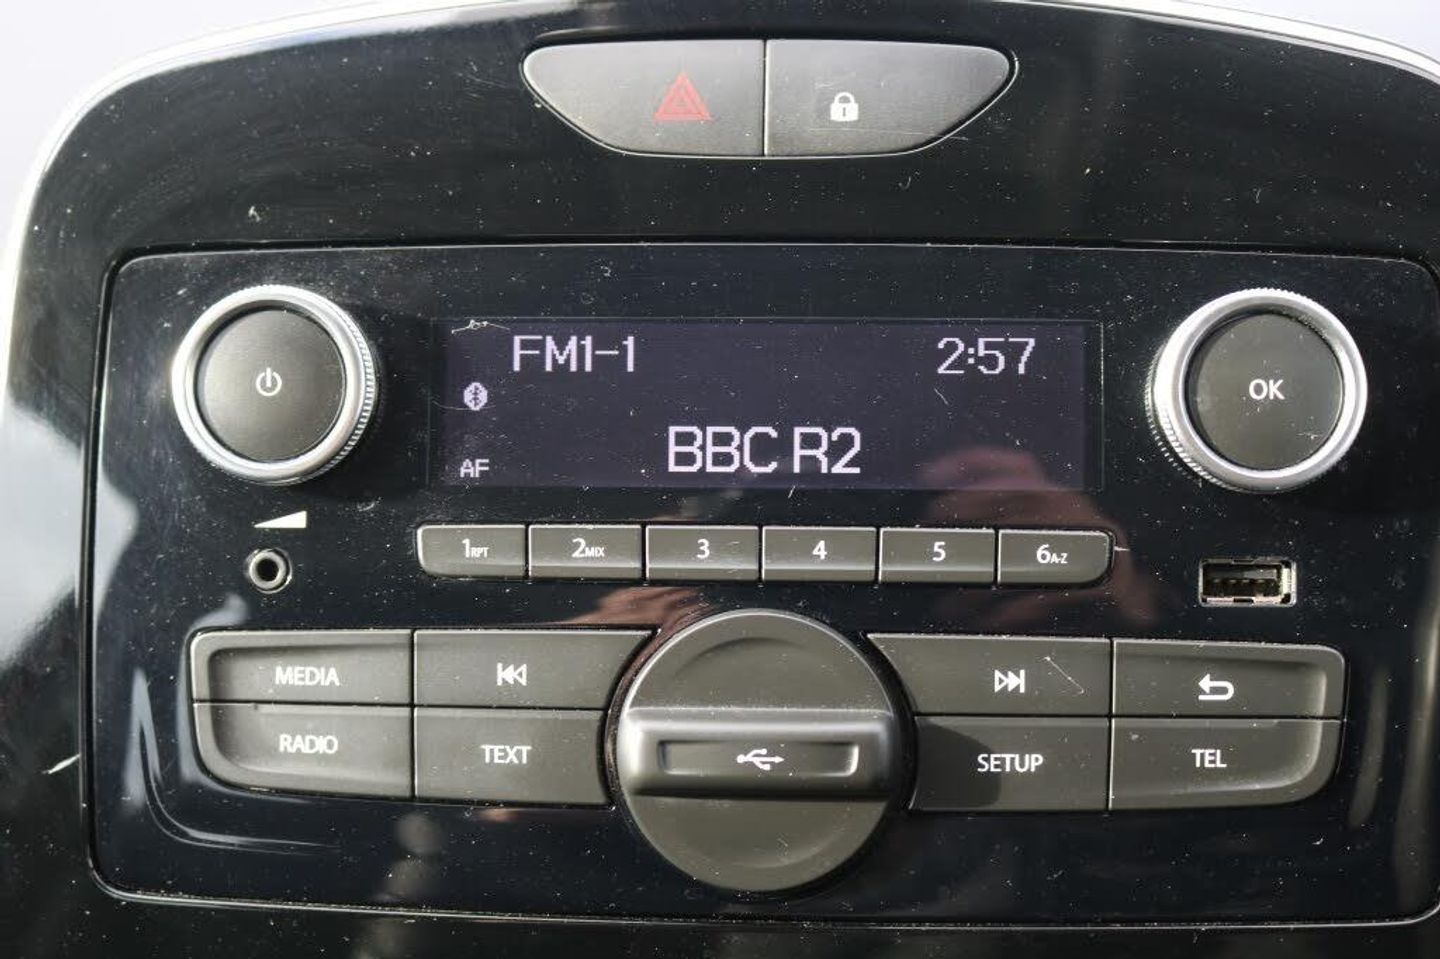 FM1-1 2:57
AF BBC R2
1RPT 2MIX 3 4 5 6A-Z
OK
MEDIA
RADIO TEXT SETUP TEL